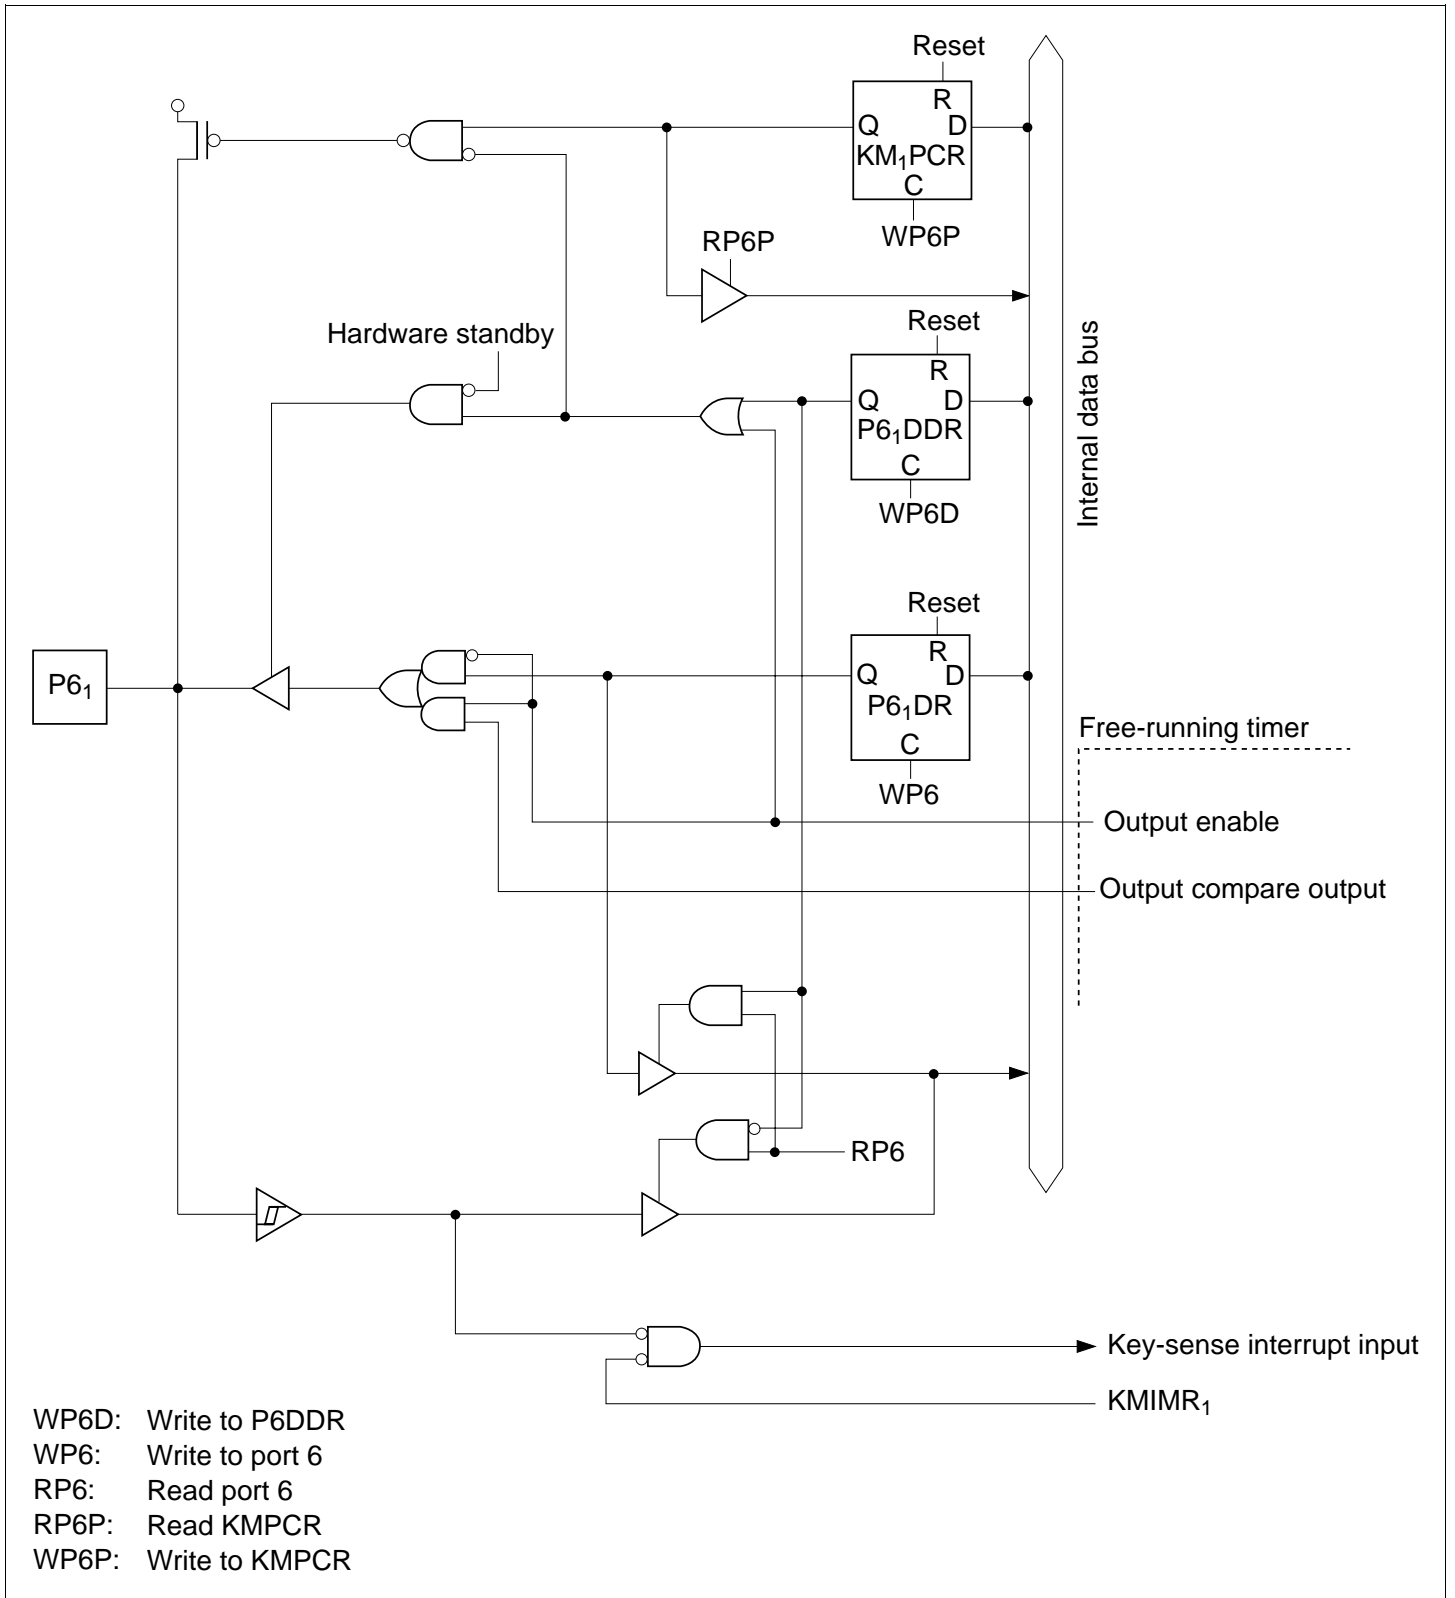 Reset
R
Q D
KM₁PCR
C
WP6P
RP6P
Hardware standby
Reset
R
Q D
P6₁DDR
C
WP6D
Internal data bus
Reset
R
Q D
P6₁DR
C
WP6
P6₁
Free-running timer
Output enable
Output compare output
RP6
Key-sense interrupt input
KMIMR₁
WP6D: Write to P6DDR
WP6: Write to port 6
RP6: Read port 6
RP6P: Read KMPCR
WP6P: Write to KMPCR